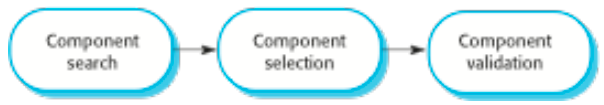 Component
search
Component
selection
Component
validation